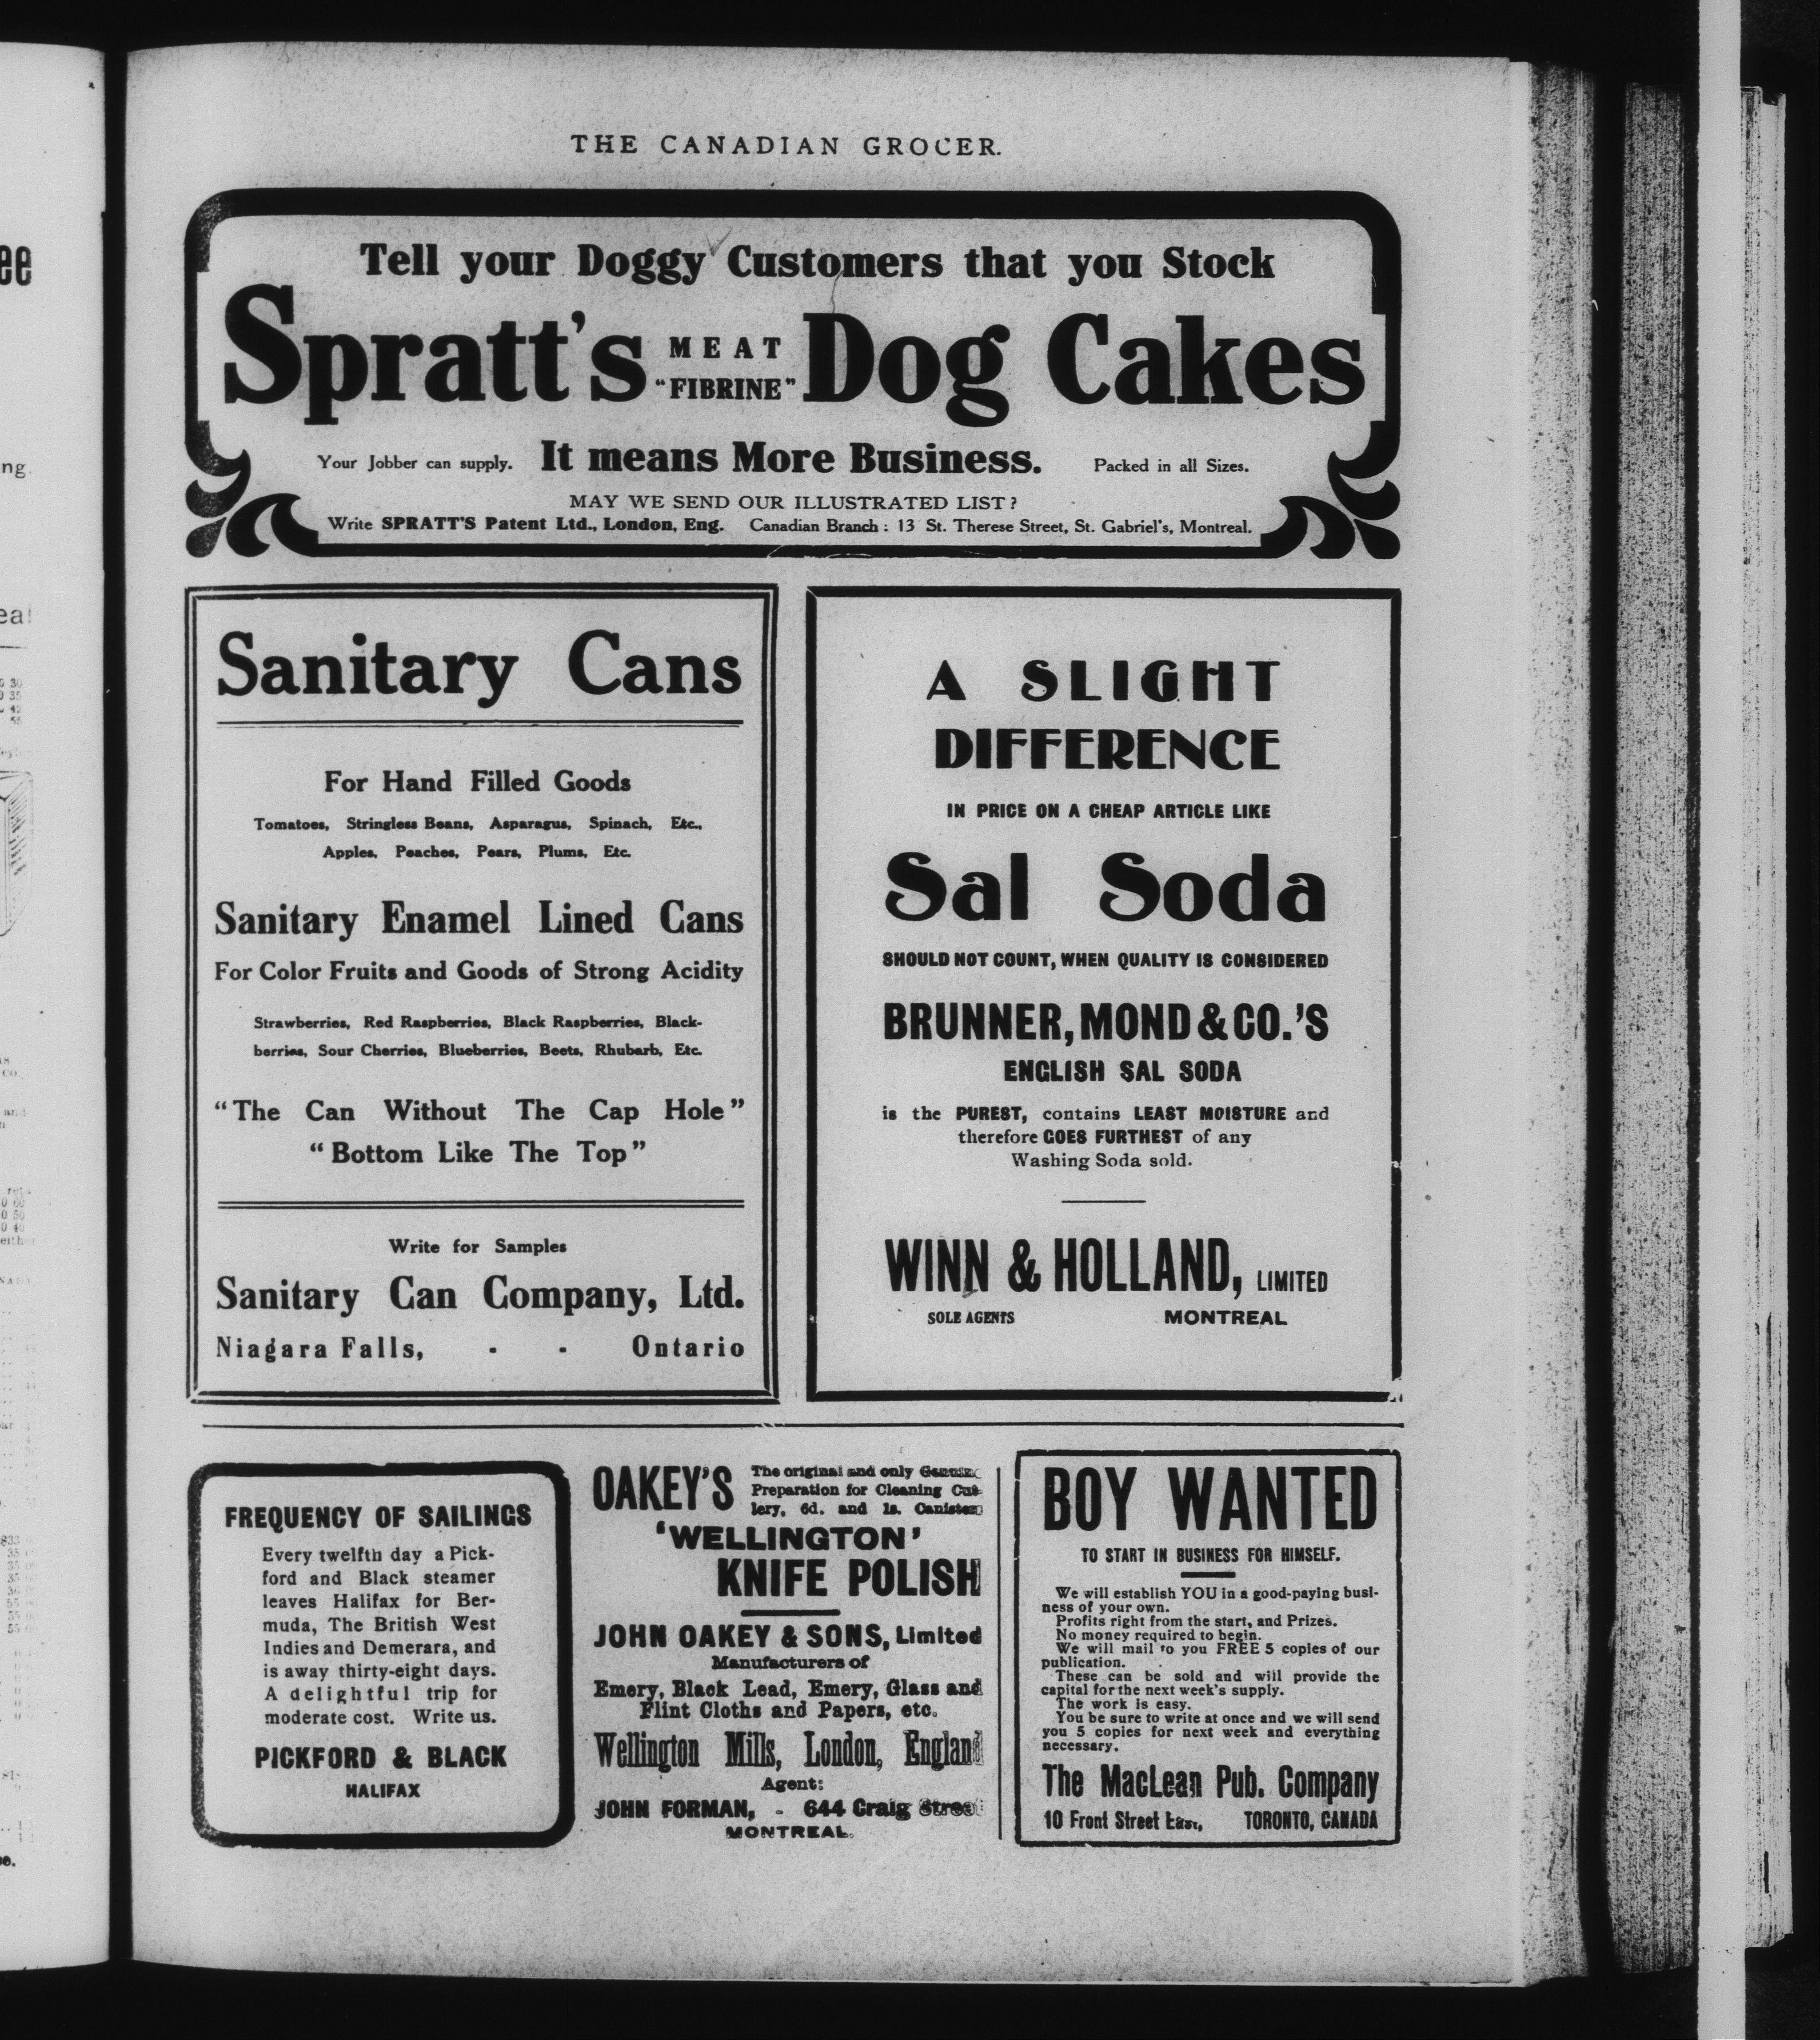 THE CANADIAN GROCER.
Tell your Doggy Customers that you Stock
Spratt's MEAT "FIBRINE" Dog Cakes
Your Jobber can supply. It means More Business. Packed in all Sizes.
MAY WE SEND OUR ILLUSTRATED LIST?
Write SPRATT'S Patent Ltd., London, Eng. Canadian Branch: 13 St. Therese Street, St. Gabriel's, Montreal.
Sanitary Cans
For Hand Filled Goods
Tomatoes, Stringless Beans, Asparagus, Spinach, Etc.,
Apples, Peaches, Pears, Plums, Etc.
Sanitary Enamel Lined Cans
For Color Fruits and Goods of Strong Acidity
Strawberries, Red Raspberries, Black Raspberries, Black-
berries, Sour Cherries, Blueberries, Beets, Rhubarb, Etc.
"The Can Without The Cap Hole"
"Bottom Like The Top"
Write for Samples
Sanitary Can Company, Ltd.
Niagara Falls, - - Ontario
A SLIGHT
DIFFERENCE
IN PRICE ON A CHEAP ARTICLE LIKE
Sal Soda
SHOULD NOT COUNT, WHEN QUALITY IS CONSIDERED
BRUNNER, MOND & CO.'S
ENGLISH SAL SODA
is the PUREST, contains LEAST MOISTURE and
therefore GOES FURTHEST of any
Washing Soda sold.
WINN & HOLLAND, LIMITED
SOLE AGENTS MONTREAL
FREQUENCY OF SAILINGS
Every twelfth day a Pick-
ford and Black steamer
leaves Halifax for Ber-
muda, The British West
Indies and Demerara, and
is away thirty-eight days.
A delightful trip for
moderate cost. Write us.
PICKFORD & BLACK
HALIFAX
OAKEY'S
The original and only Genuine
Preparation for Cleaning Cut-
lery, 6d. and 1s. Canisters
'WELLINGTON'
KNIFE POLISH
JOHN OAKEY & SONS, Limited
Manufacturers of
Emery, Black Lead, Emery, Glass and
Flint Cloths and Papers, etc.
Wellington Mills, London, England
Agent:
JOHN FORMAN, - 644 Craig Street
MONTREAL.
BOY WANTED
TO START IN BUSINESS FOR HIMSELF.
We will establish YOU in a good-paying busi-
ness of your own.
Profits right from the start, and Prizes.
No money required to begin.
We will mail to you FREE 5 copies of our
publication.
These can be sold and will provide the
capital for the next week's supply.
The work is easy.
You be sure to write at once and we will send
you 5 copies for next week and everything
necessary.
The MacLean Pub. Company
10 Front Street East, TORONTO, CANADA